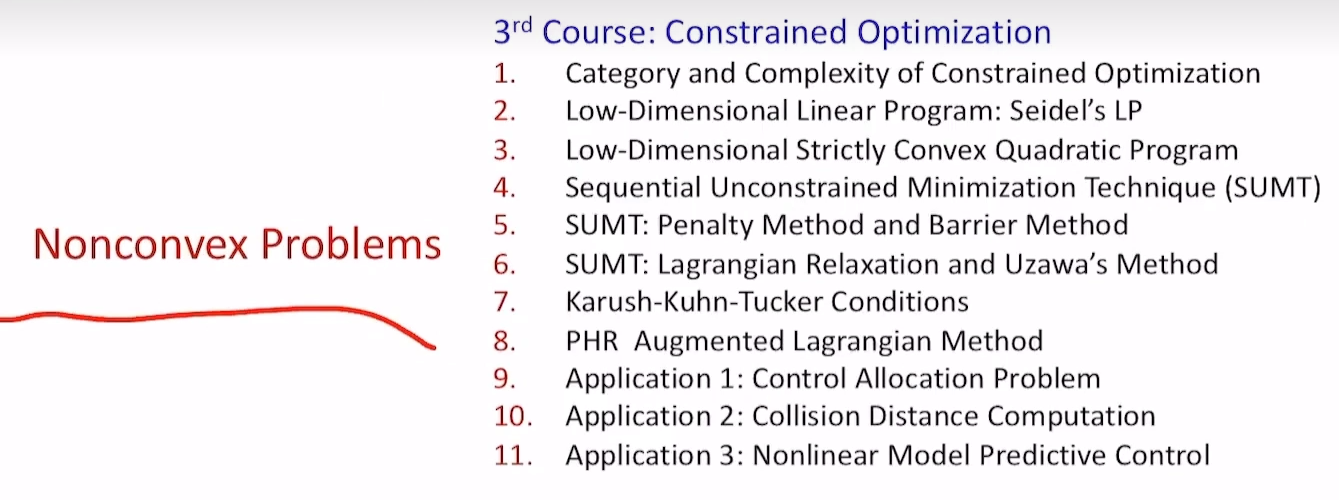 3rd Course: Constrained Optimization
1. Category and Complexity of Constrained Optimization
2. Low-Dimensional Linear Program: Seidel’s LP
3. Low-Dimensional Strictly Convex Quadratic Program
4. Sequential Unconstrained Minimization Technique (SUMT)
5. SUMT: Penalty Method and Barrier Method
6. SUMT: Lagrangian Relaxation and Uzawa’s Method
7. Karush-Kuhn-Tucker Conditions
8. PHR Augmented Lagrangian Method
9. Application 1: Control Allocation Problem
10. Application 2: Collision Distance Computation
11. Application 3: Nonlinear Model Predictive Control
Nonconvex Problems